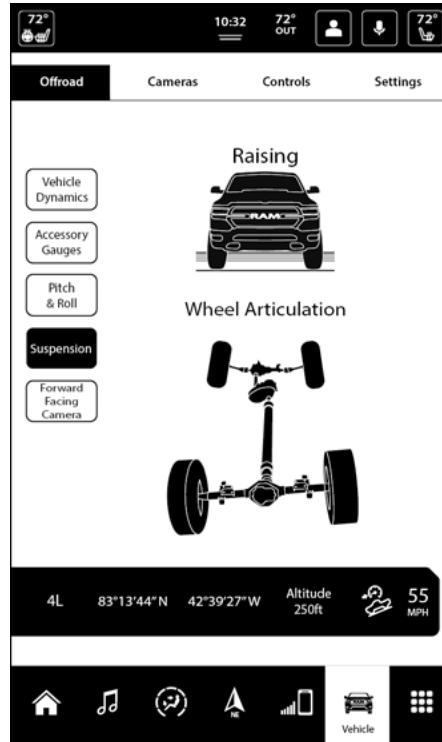 72°
10:32
72°
OUT
72°
Offroad
Cameras
Controls
Settings
Raising
Vehicle
Dynamics
RAM
Accessory
Gauges
Pitch
& Roll
Wheel Articulation
Suspension
Forward
Facing
Camera
4L
83°13'44"N
42°39'27"W
Altitude
250ft
55
MPH
NE
Vehicle